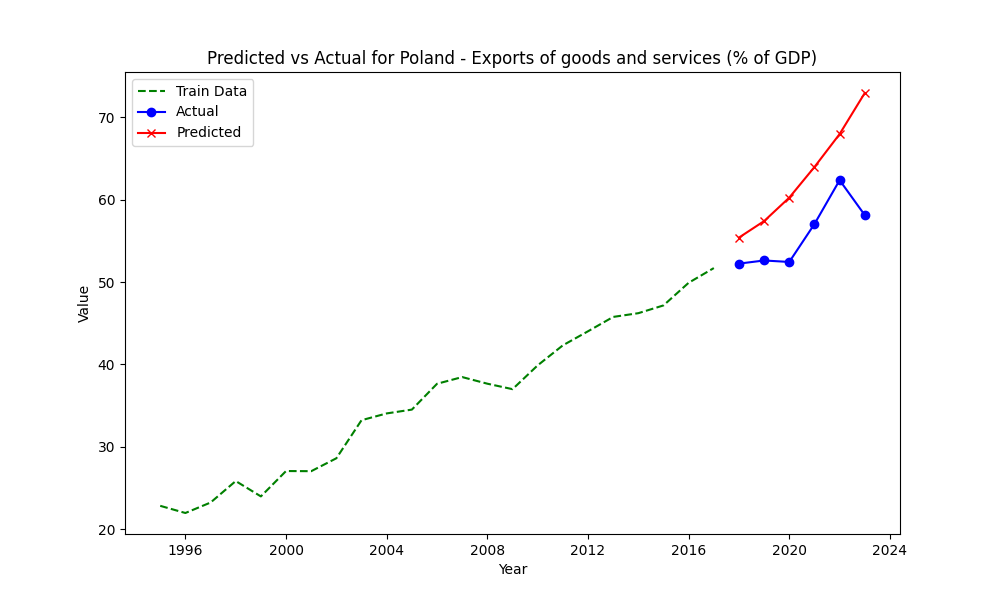 Predicted vs Actual for Poland - Exports of goods and services (% of GDP)
Train Data
Actual
Predicted
70
60
50
40
30
20
Value
1996
2000
2004
2008
2012
2016
2020
2024
Year